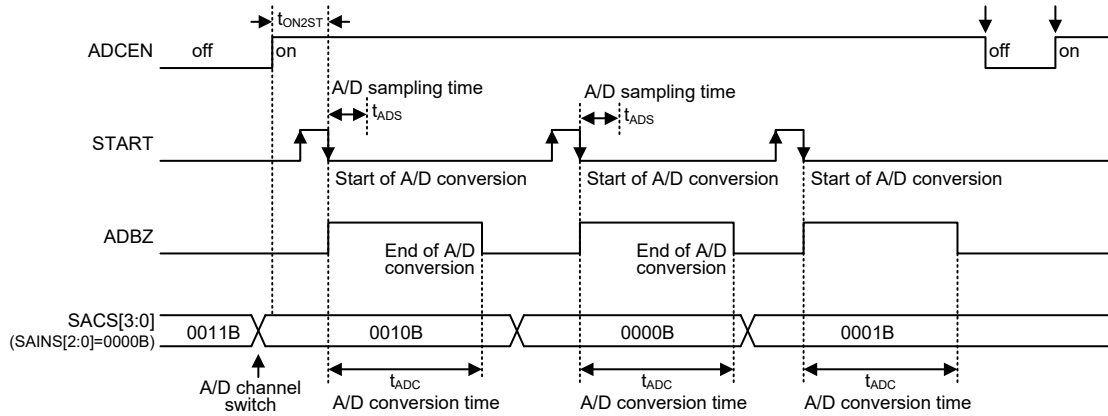 tON2ST
ADCEN
off
on
off
on
A/D sampling time
tADS
A/D sampling time
tADS
START
Start of A/D conversion
Start of A/D conversion
Start of A/D conversion
ADBZ
End of A/D
conversion
End of A/D
conversion
SACS[3:0]
(SAINS[2:0]=0000B)
0011B
0010B
0000B
0001B
A/D channel
switch
tADC
A/D conversion time
tADC
A/D conversion time
tADC
A/D conversion time